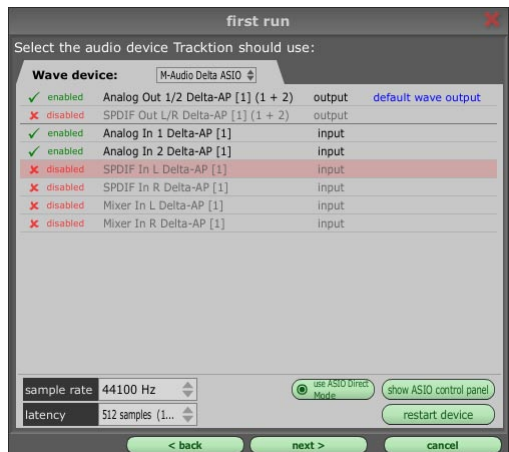 first run
Select the audio device Tracktion should use:
Wave device: M-Audio Delta ASIO
enabled Analog Out 1/2 Delta-AP [1] (1 + 2) output default wave output
disabled SPDIF Out L/R Delta-AP [1] (1 + 2) output
enabled Analog In 1 Delta-AP [1] input
enabled Analog In 2 Delta-AP [1] input
disabled SPDIF In L Delta-AP [1] input
disabled SPDIF In R Delta-AP [1] input
disabled Mixer In L Delta-AP [1] input
disabled Mixer In R Delta-AP [1] input
sample rate 44100 Hz
use ASIO Direct
Mode
show ASIO control panel
latency 512 samples (1...
restart device
< back next > cancel